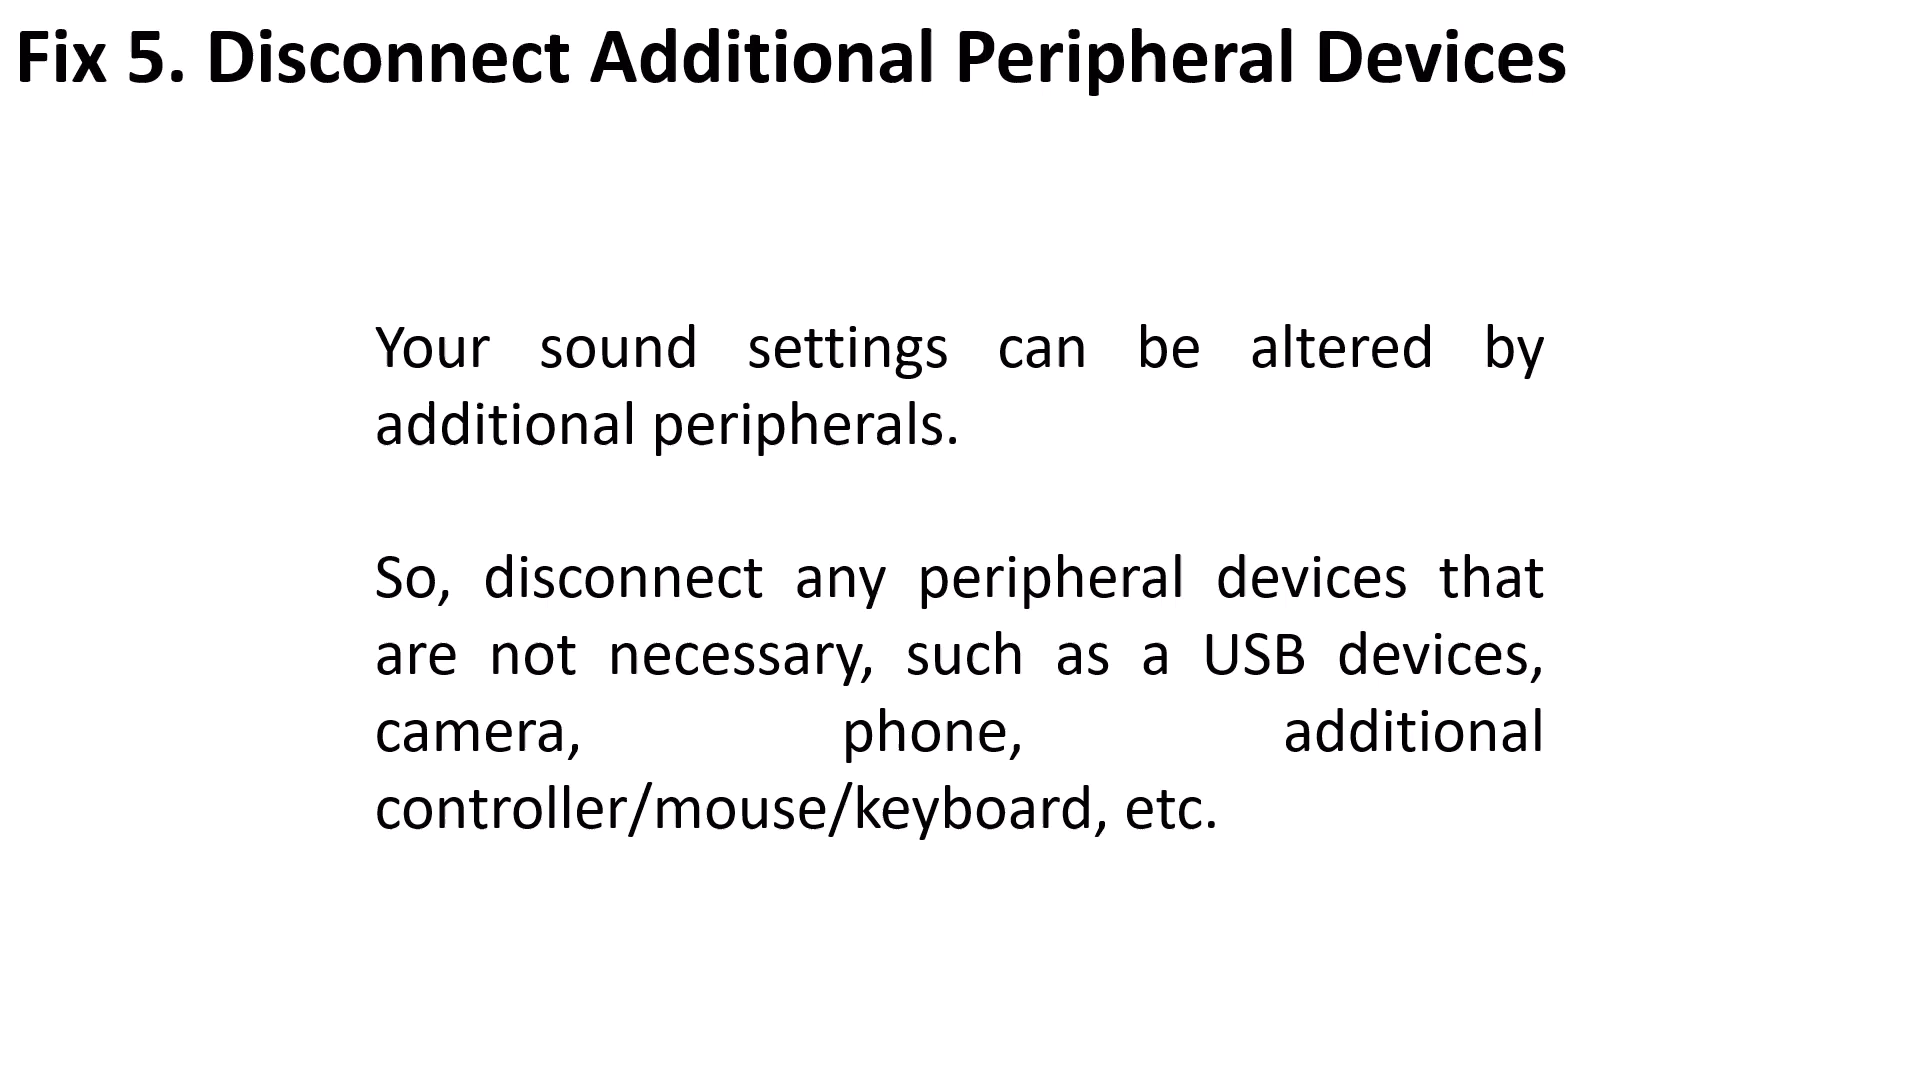 Fix 5. Disconnect Additional Peripheral Devices
Your sound settings can be altered by
additional peripherals.
So, disconnect any peripheral devices that
are not necessary, such as a USB devices,
camera, phone, additional
controller/mouse/keyboard, etc.